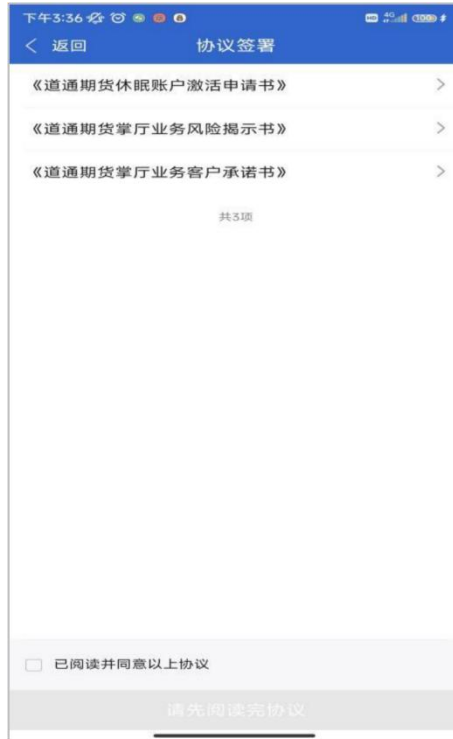 下午3:36
返回
协议签署
《道通期货休眠账户激活申请书》
《道通期货掌厅业务风险揭示书》
《道通期货掌厅业务客户承诺书》
共3项
已阅读并同意以上协议
请先阅读完协议